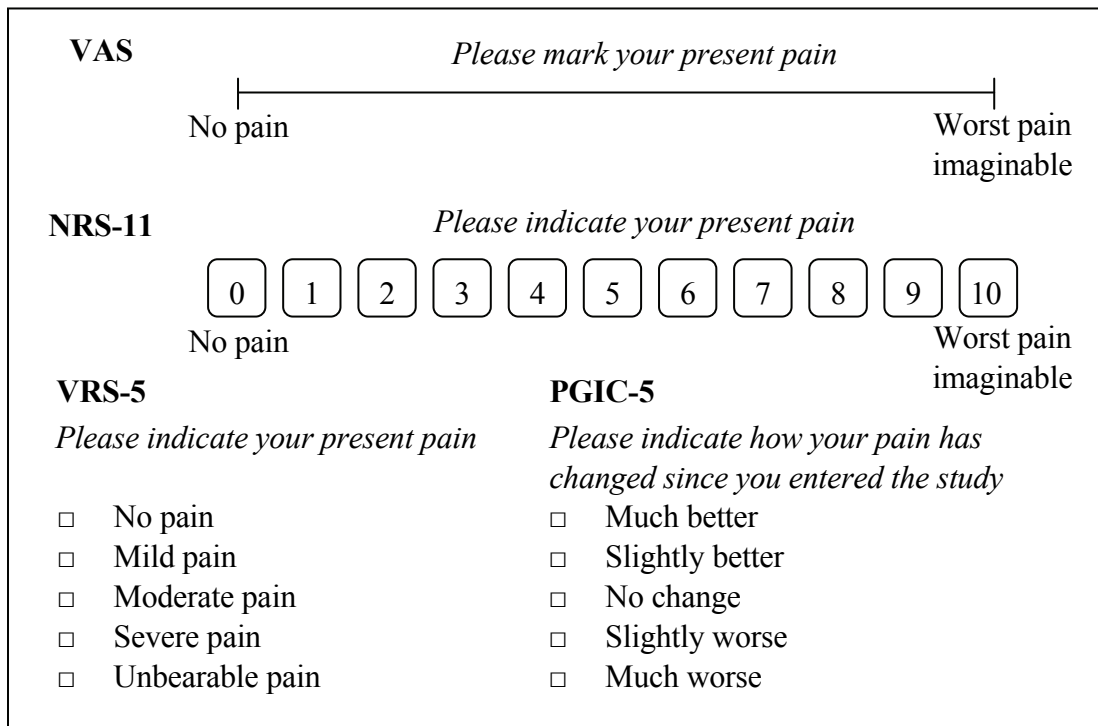 VAS
Please mark your present pain
No pain
Worst pain
imaginable
NRS-11
Please indicate your present pain
0 1 2 3 4 5 6 7 8 9 10
No pain
Worst pain
imaginable
VRS-5
Please indicate your present pain
□ No pain
□ Mild pain
□ Moderate pain
□ Severe pain
□ Unbearable pain
PGIC-5
Please indicate how your pain has
changed since you entered the study
□ Much better
□ Slightly better
□ No change
□ Slightly worse
□ Much worse